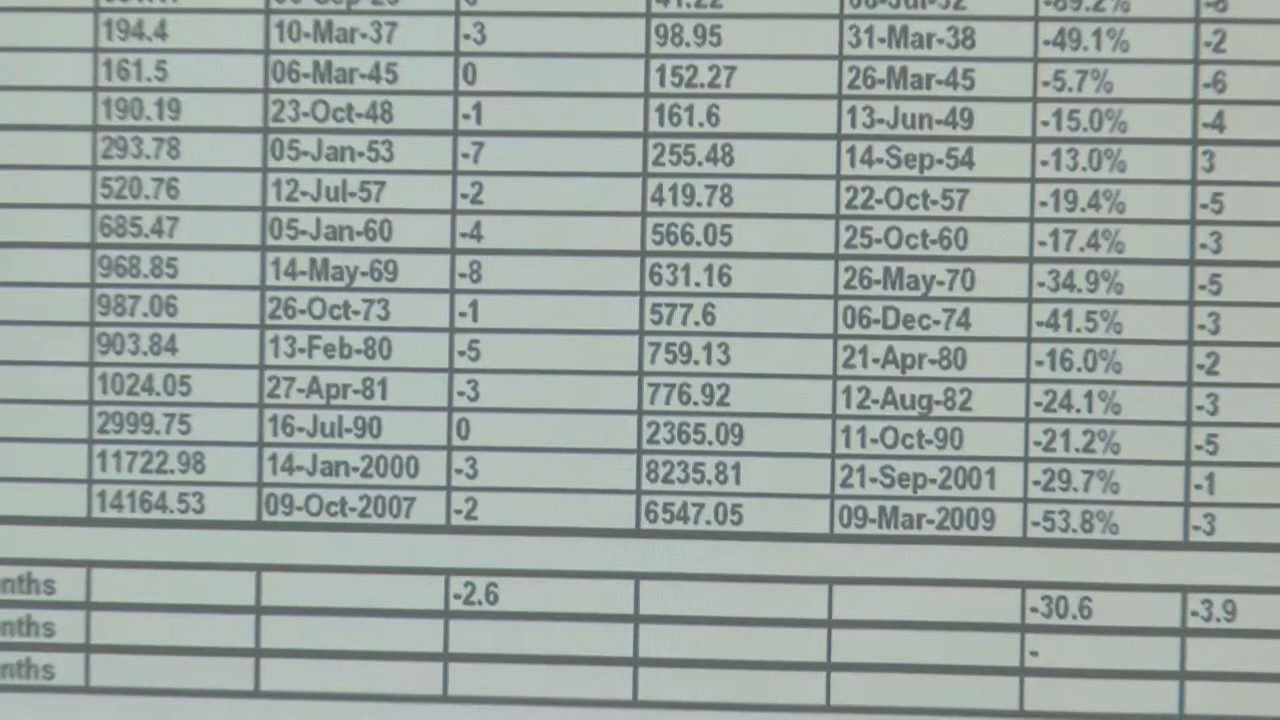 194.4 10-Mar-37 -3 98.95 31-Mar-38 -49.1% -2
161.5 06-Mar-45 0 152.27 26-Mar-45 -5.7% -6
190.19 23-Oct-48 -1 161.6 13-Jun-49 -15.0% -4
293.78 05-Jan-53 -7 255.48 14-Sep-54 -13.0% 3
520.76 12-Jul-57 -2 419.78 22-Oct-57 -19.4% -5
685.47 05-Jan-60 -4 566.05 25-Oct-60 -17.4% -3
968.85 14-May-69 -8 631.16 26-May-70 -34.9% -5
987.06 26-Oct-73 -1 577.6 06-Dec-74 -41.5% -3
903.84 13-Feb-80 -5 759.13 21-Apr-80 -16.0% -2
1024.05 27-Apr-81 -3 776.92 12-Aug-82 -24.1% -3
2999.75 16-Jul-90 0 2365.09 11-Oct-90 -21.2% -5
11722.98 14-Jan-2000 -3 8235.81 21-Sep-2001 -29.7% -1
14164.53 09-Oct-2007 -2 6547.05 09-Mar-2009 -53.8% -3
nths -2.6 -30.6 -3.9
nths -
nths